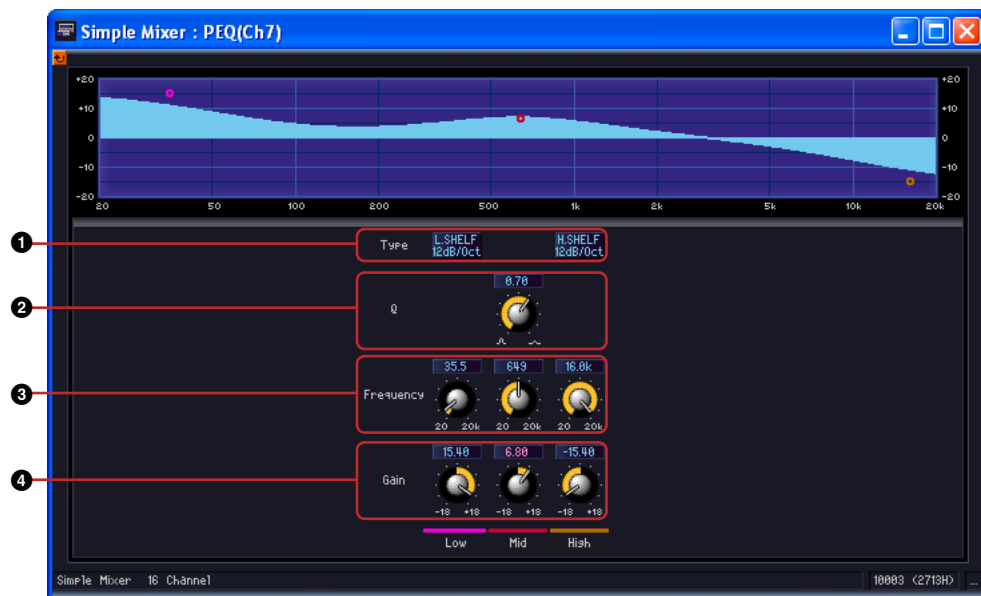 Simple Mixer : PEQ(Ch7)
+20 +20
+10 +10
0 0
-10 -10
-20 -20
20 50 100 200 500 1k 2k 5k 10k 20k
1 Type L.SHELF 12dB/Oct H.SHELF 12dB/Oct
0.70
2 Q
35.5 649 16.0k
3 Frequency
20 20k 20 20k 20 20k
15.40 6.80 -15.40
4 Gain
-18 +18 -18 +18 -18 +18
Low Mid High
Simple Mixer 16 Channel 10003 (2713H) ...